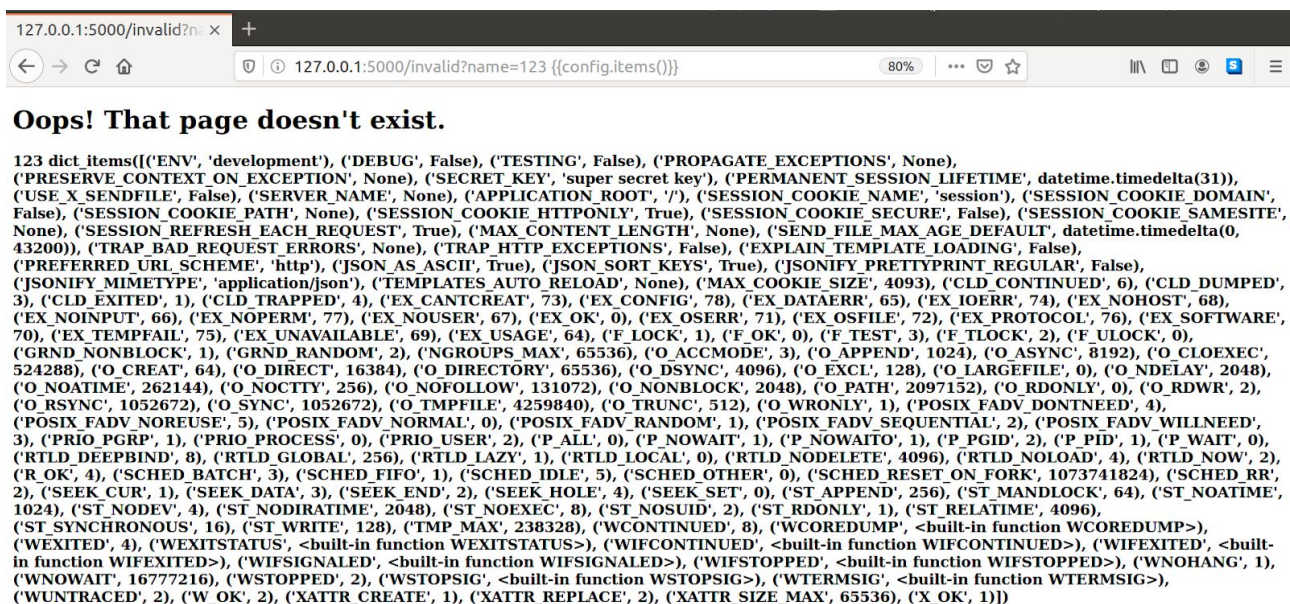 127.0.0.1:5000/invalid?na
127.0.0.1:5000/invalid?name=123 {{config.items()}}
80%
S
Oops! That page doesn't exist.
123 dict_items([('ENV', 'development'), ('DEBUG', False), ('TESTING', False), ('PROPAGATE_EXCEPTIONS', None),
('PRESERVE_CONTEXT_ON_EXCEPTION', None), ('SECRET_KEY', 'super secret key'), ('PERMANENT_SESSION_LIFETIME', datetime.timedelta(31)),
('USE_X_SENDFILE', False), ('SERVER_NAME', None), ('APPLICATION_ROOT', '/'), ('SESSION_COOKIE_NAME', 'session'), ('SESSION_COOKIE_DOMAIN',
False), ('SESSION_COOKIE_PATH', None), ('SESSION_COOKIE_HTTPONLY', True), ('SESSION_COOKIE_SECURE', False), ('SESSION_COOKIE_SAMESITE',
None), ('SESSION_REFRESH_EACH_REQUEST', True), ('MAX_CONTENT_LENGTH', None), ('SEND_FILE_MAX_AGE_DEFAULT', datetime.timedelta(0,
43200)), ('TRAP_BAD_REQUEST_ERRORS', None), ('TRAP_HTTP_EXCEPTIONS', False), ('EXPLAIN_TEMPLATE_LOADING', False),
('PREFERRED_URL_SCHEME', 'http'), ('JSON_AS_ASCII', True), ('JSON_SORT_KEYS', True), ('JSONIFY_PRETTYPRINT_REGULAR', False),
('JSONIFY_MIMETYPE', 'application/json'), ('TEMPLATES_AUTO_RELOAD', None), ('MAX_COOKIE_SIZE', 4093), ('CLD_CONTINUED', 6), ('CLD_DUMPED',
3), ('CLD_EXITED', 1), ('CLD_TRAPPED', 4), ('EX_CANTCREAT', 73), ('EX_CONFIG', 78), ('EX_DATAERR', 65), ('EX_IOERR', 74), ('EX_NOHOST', 68),
('EX_NOINPUT', 66), ('EX_NOPERM', 77), ('EX_NOUSER', 67), ('EX_OK', 0), ('EX_OSERR', 71), ('EX_OSFILE', 72), ('EX_PROTOCOL', 76), ('EX_SOFTWARE',
70), ('EX_TEMPFAIL', 75), ('EX_UNAVAILABLE', 69), ('EX_USAGE', 64), ('F_LOCK', 1), ('F_OK', 0), ('F_TEST', 3), ('F_TLOCK', 2), ('F_ULOCK', 0),
('GRND_NONBLOCK', 1), ('GRND_RANDOM', 2), ('NGROUPS_MAX', 65536), ('O_ACCMODE', 3), ('O_APPEND', 1024), ('O_ASYNC', 8192), ('O_CLOEXEC',
524288), ('O_CREAT', 64), ('O_DIRECT', 16384), ('O_DIRECTORY', 65536), ('O_DSYNC', 4096), ('O_EXCL', 128), ('O_LARGEFILE', 0), ('O_NDELAY', 2048),
('O_NOATIME', 262144), ('O_NOCTTY', 256), ('O_NOFOLLOW', 131072), ('O_NONBLOCK', 2048), ('O_PATH', 2097152), ('O_RDONLY', 0), ('O_RDWR', 2),
('O_RSYNC', 1052672), ('O_SYNC', 1052672), ('O_TMPFILE', 4259840), ('O_TRUNC', 512), ('O_WRONLY', 1), ('POSIX_FADV_DONTNEED', 4),
('POSIX_FADV_NOREUSE', 5), ('POSIX_FADV_NORMAL', 0), ('POSIX_FADV_RANDOM', 1), ('POSIX_FADV_SEQUENTIAL', 2), ('POSIX_FADV_WILLNEED',
3), ('PRIO_PGRP', 1), ('PRIO_PROCESS', 0), ('PRIO_USER', 2), ('P_ALL', 0), ('P_NOWAIT', 1), ('P_NOWAITO', 1), ('P_PGID', 2), ('P_PID', 1), ('P_WAIT', 0),
('RTLD_DEEPBIND', 8), ('RTLD_GLOBAL', 256), ('RTLD_LAZY', 1), ('RTLD_LOCAL', 0), ('RTLD_NODELETE', 4096), ('RTLD_NOLOAD', 4), ('RTLD_NOW', 2),
('R_OK', 4), ('SCHED_BATCH', 3), ('SCHED_FIFO', 1), ('SCHED_IDLE', 5), ('SCHED_OTHER', 0), ('SCHED_RESET_ON_FORK', 1073741824), ('SCHED_RR',
2), ('SEEK_CUR', 1), ('SEEK_DATA', 3), ('SEEK_END', 2), ('SEEK_HOLE', 4), ('SEEK_SET', 0), ('ST_APPEND', 256), ('ST_MANDLOCK', 64), ('ST_NOATIME',
1024), ('ST_NODEV', 4), ('ST_NODIRATIME', 2048), ('ST_NOEXEC', 8), ('ST_NOSUID', 2), ('ST_RDONLY', 1), ('ST_RELATIME', 4096),
('ST_SYNCHRONOUS', 16), ('ST_WRITE', 128), ('TMP_MAX', 238328), ('WCONTINUED', 8), ('WCOREDUMP', <built-in function WCOREDUMP>),
('WEXITED', 4), ('WEXITSTATUS', <built-in function WEXITSTATUS>), ('WIFCONTINUED', <built-in function WIFCONTINUED>), ('WIFEXITED', <built-
in function WIFEXITED>), ('WIFSIGNALED', <built-in function WIFSIGNALED>), ('WIFSTOPPED', <built-in function WIFSTOPPED>), ('WNOHANG', 1),
('WNOWAIT', 16777216), ('WSTOPPED', 2), ('WSTOPSIG', <built-in function WSTOPSIG>), ('WTERMSIG', <built-in function WTERMSIG>),
('WUNTRACED', 2), ('W_OK', 2), ('XATTR_CREATE', 1), ('XATTR_REPLACE', 2), ('XATTR_SIZE_MAX', 65536), ('X_OK', 1)])